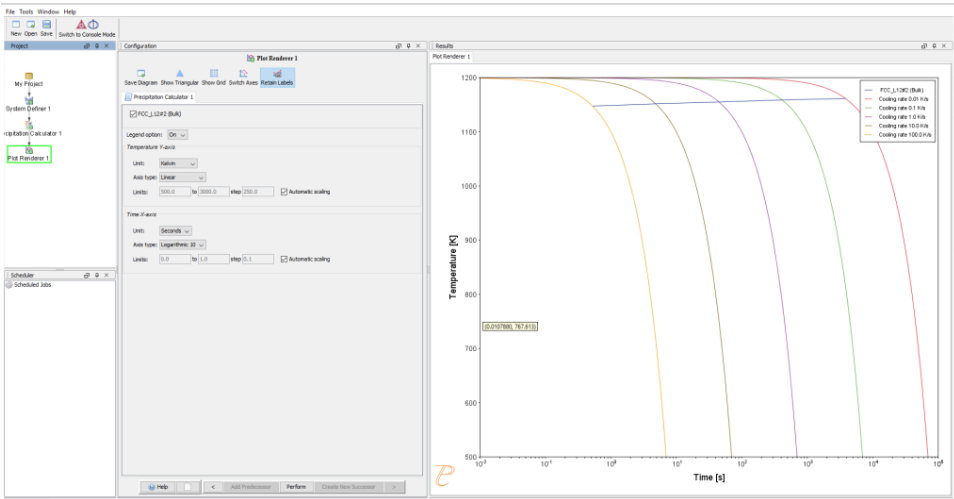 File Tools Window Help
New Open Save Switch to Console Mode
Project
My Project
System Definer 1
cipitation Calculator 1
Plot Renderer 1
Scheduler
Scheduled Jobs
Configuration
Plot Renderer 1
Save Diagram Show Triangular Show Grid Switch Axes Retain Labels
Precipitation Calculator 1
FCC_L12#2 (Bulk)
Legend option: On
Temperature Y-axis
Unit: Kelvin
Axis type: Linear
Limits: 500.0 to 3000.0 step 250.0 Automatic scaling
Time X-axis
Unit: Seconds
Axis type: Logarithmic 10
Limits: 0.0 to 1.0 step 0.1 Automatic scaling
Help < Add Predecessor Perform Create New Successor >
Results
Plot Renderer 1
FCC_L12#2 (Bulk)
Cooling rate 0.01 K/s
Cooling rate 0.1 K/s
Cooling rate 1.0 K/s
Cooling rate 10.0 K/s
Cooling rate 100.0 K/s
1200
1100
1000
900
800
700
600
500
Temperature [K]
(0.0107880, 767.613)
10⁻² 10⁻¹ 10⁰ 10¹ 10² 10³ 10⁴ 10⁵
Time [s]